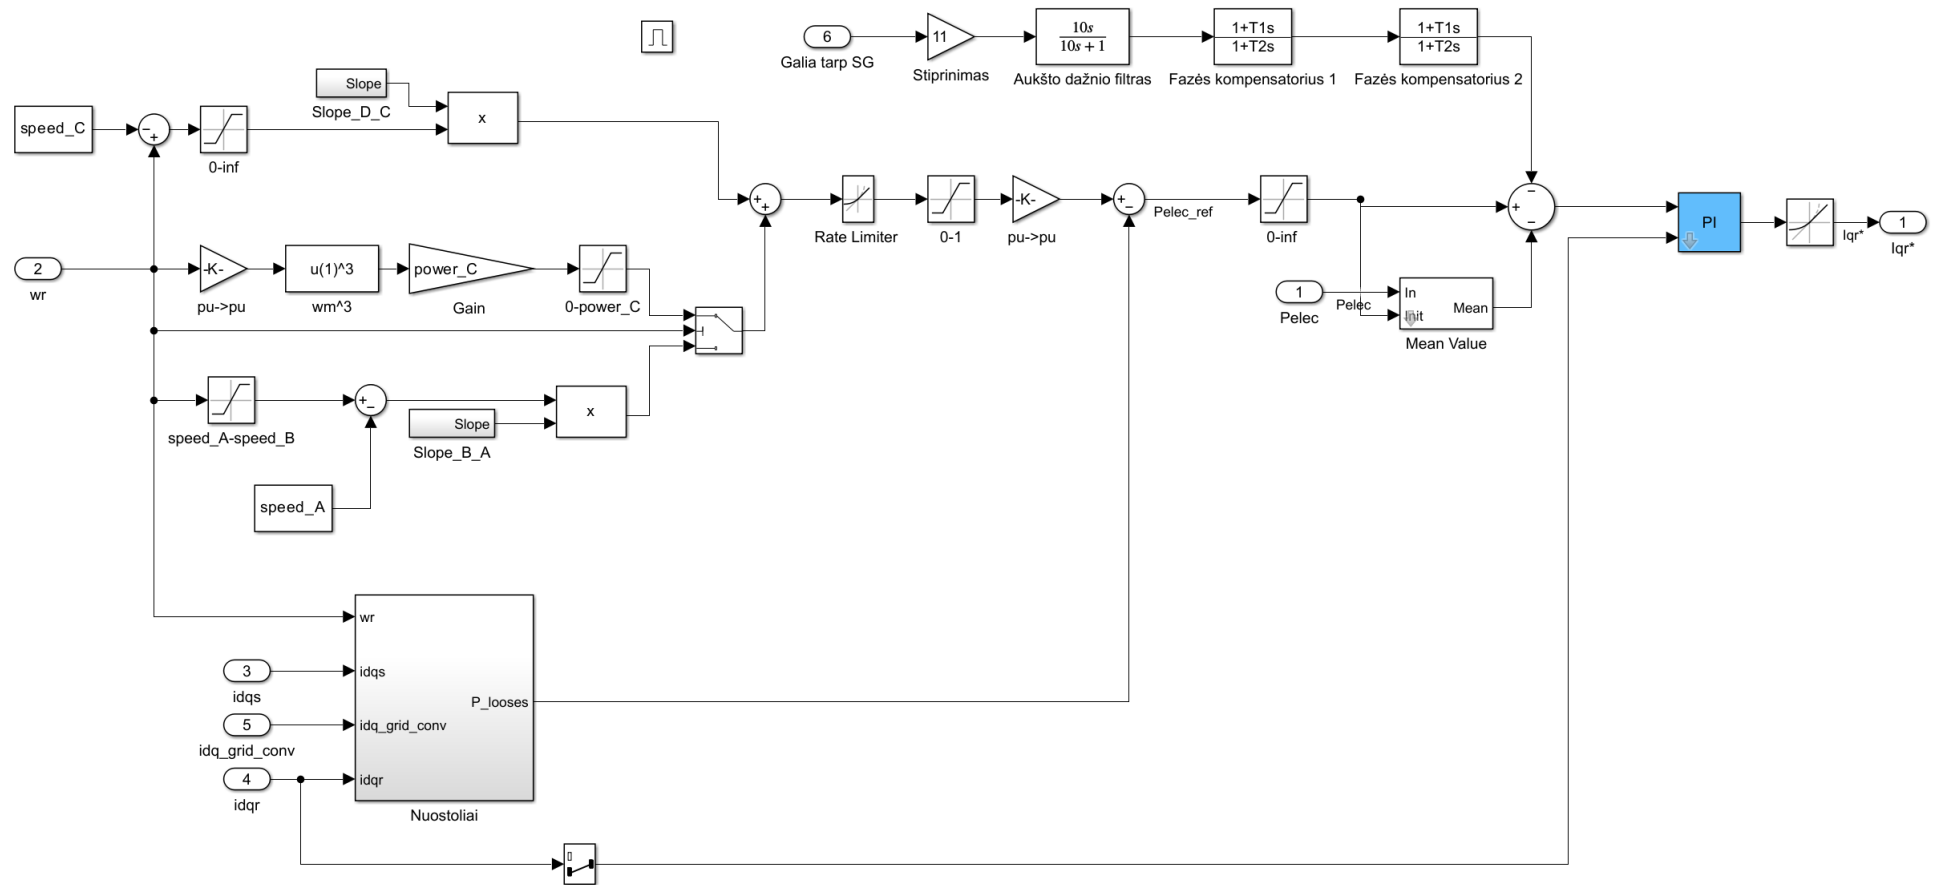 6
Galia tarp SG
11
Stiprinimas
10s
10s + 1
Aukšto dažnio filtras
1+T1s
1+T2s
Fazės kompensatorius 1
1+T1s
1+T2s
Fazės kompensatorius 2
Slope
Slope_D_C
speed_C
0-inf
x
Rate Limiter
0-1
-K-
pu->pu
Pelec_ref
0-inf
PI
Iqr*
1
Iqr*
2
wr
-K-
pu->pu
u(1)^3
wm^3
power_C
Gain
0-power_C
1
Pelec
Pelec
In
Init
Mean
Mean Value
speed_A-speed_B
Slope
Slope_B_A
x
speed_A
wr
3
idqs
idqs
P_looses
5
idq_grid_conv
idq_grid_conv
4
idqr
idqr
Nuostoliai